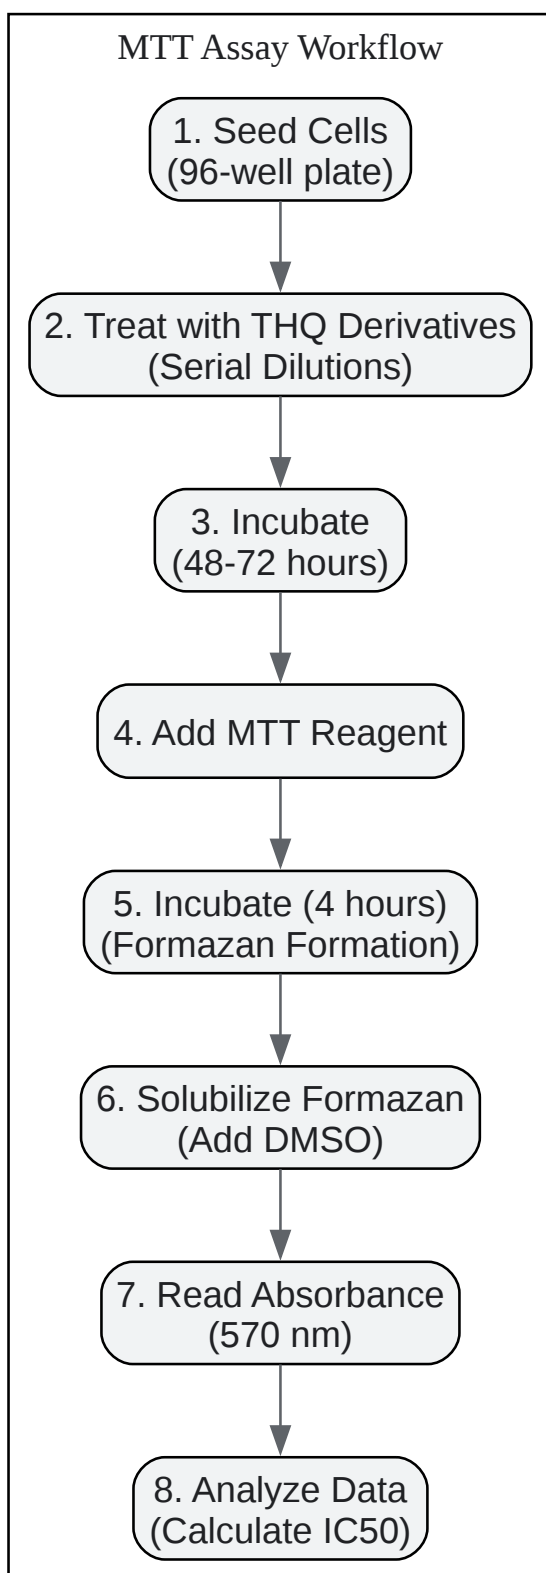 MTT Assay Workflow
1. Seed Cells
(96-well plate)
2. Treat with THQ Derivatives
(Serial Dilutions)
3. Incubate
(48-72 hours)
4. Add MTT Reagent
5. Incubate (4 hours)
(Formazan Formation)
6. Solubilize Formazan
(Add DMSO)
7. Read Absorbance
(570 nm)
8. Analyze Data
(Calculate IC50)